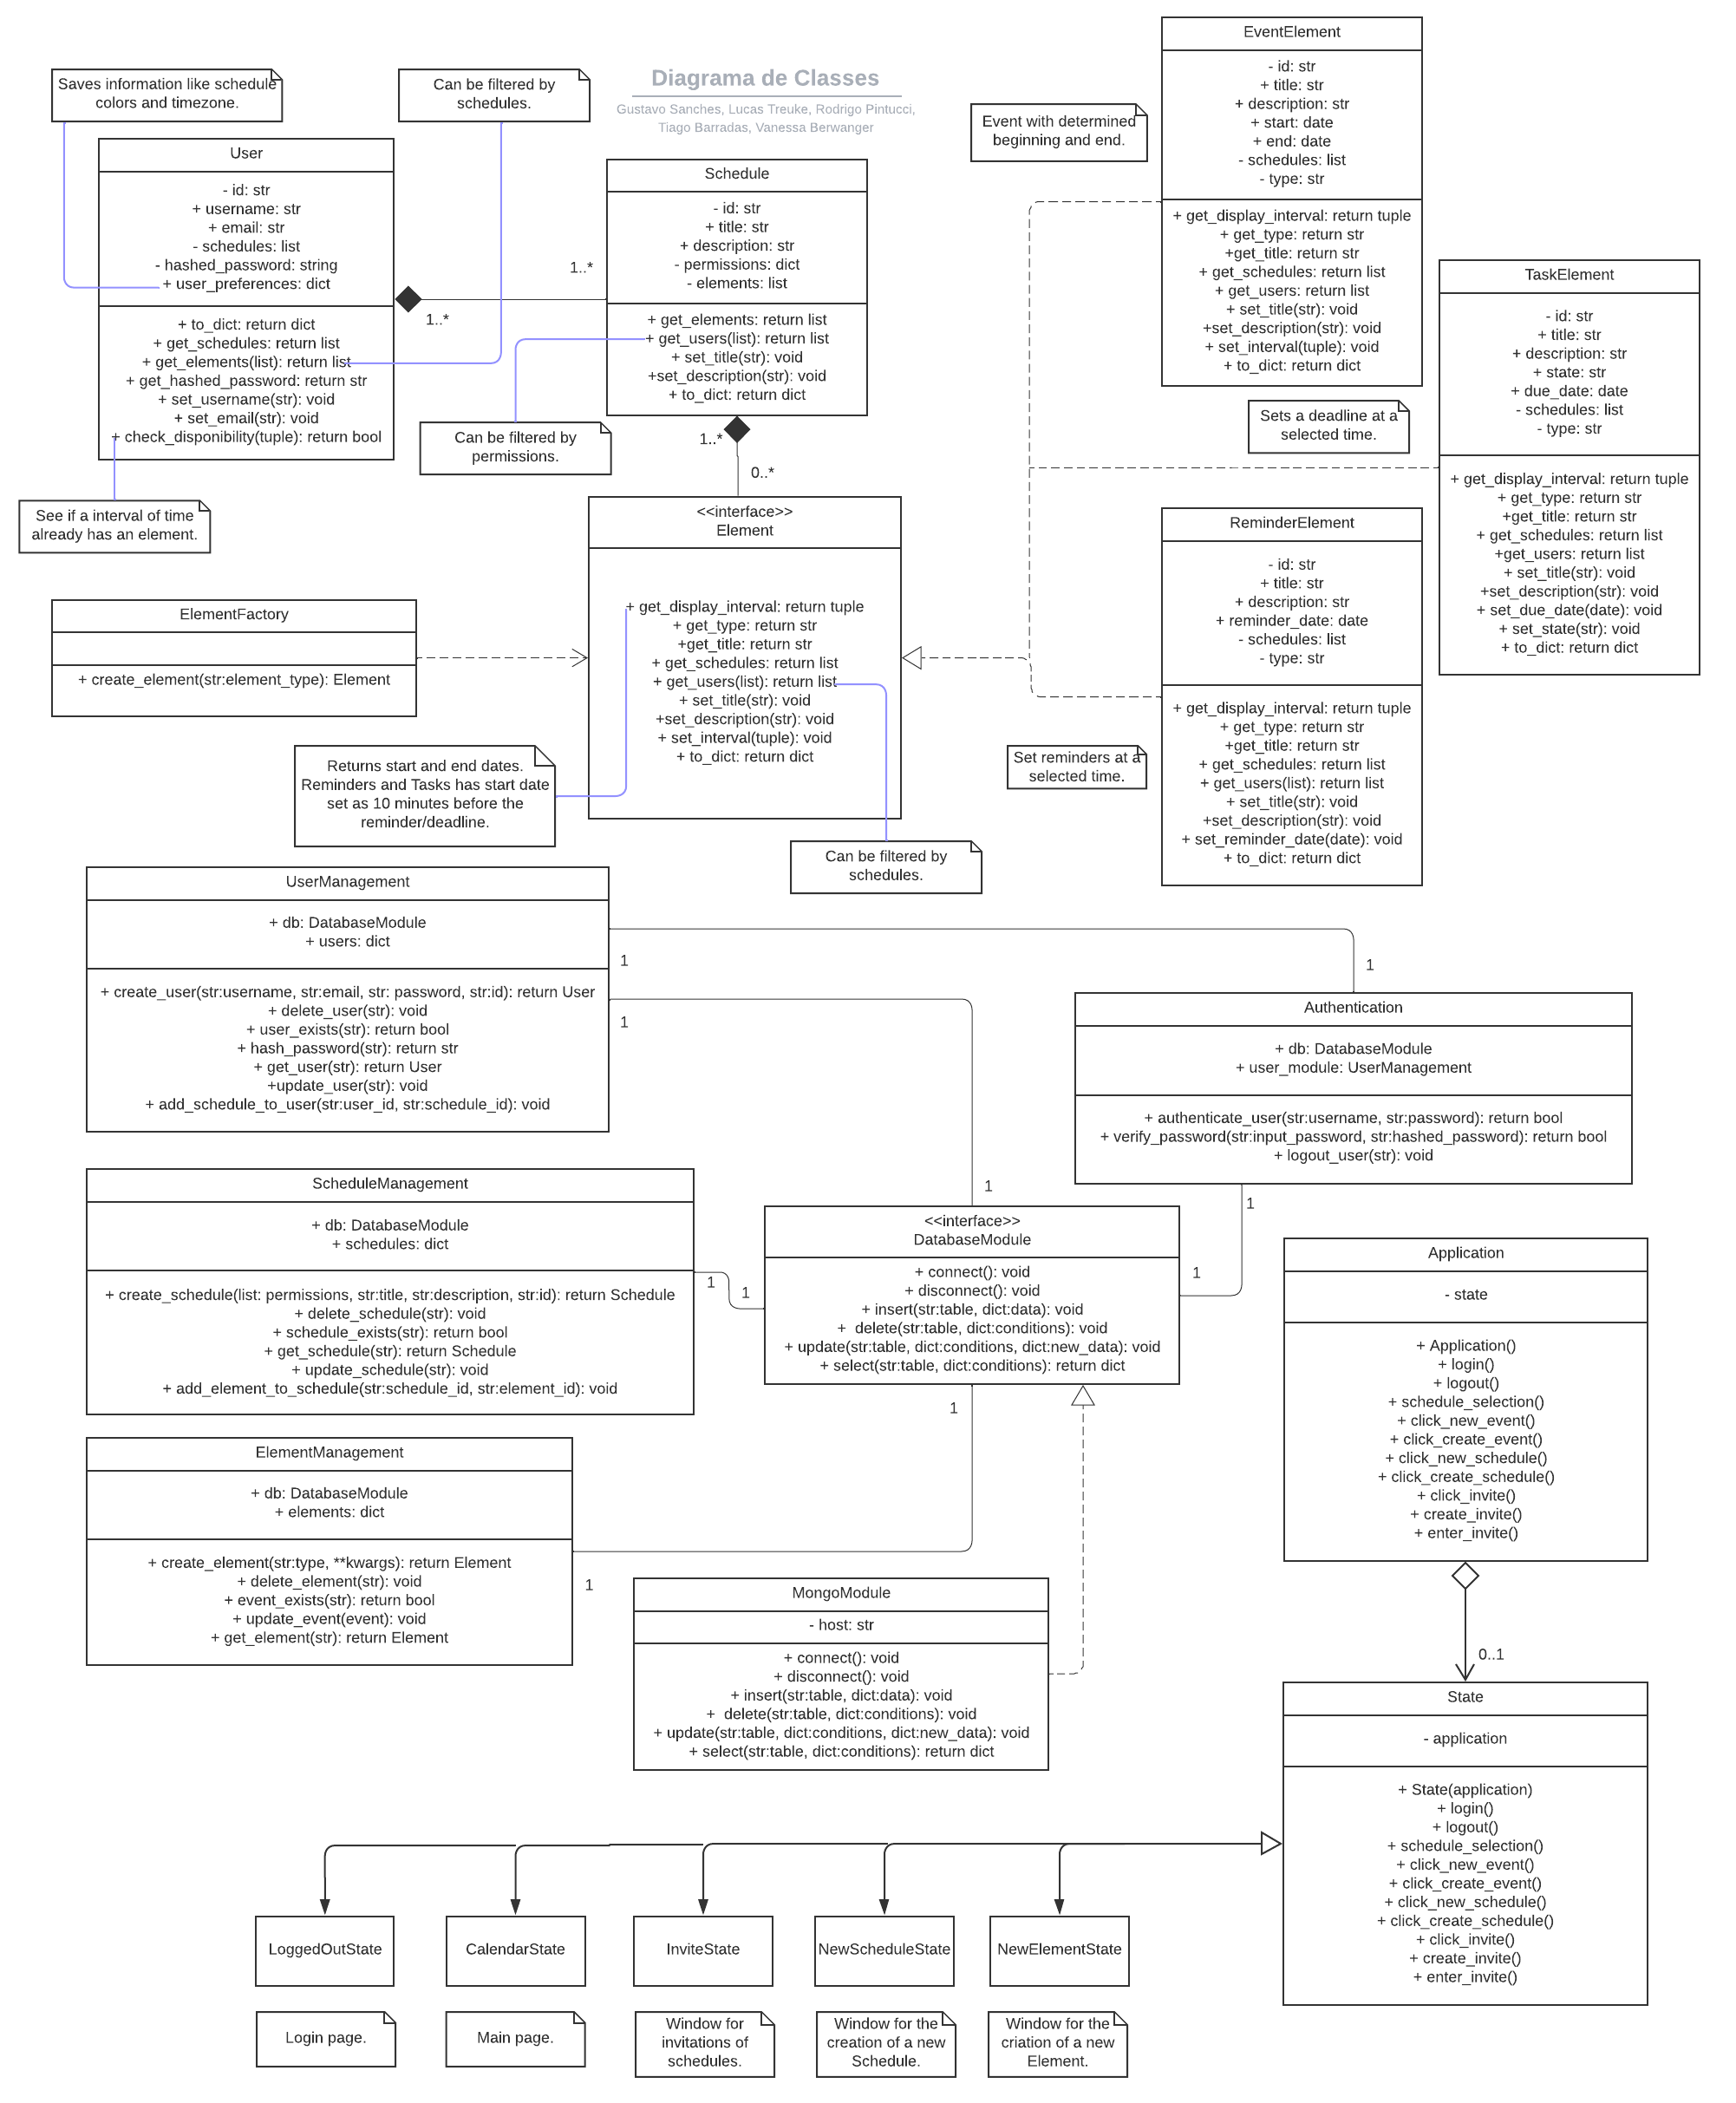 Diagrama de Classes
Gustavo Sanches, Lucas Treuke, Rodrigo Pintucci,
Tiago Barradas, Vanessa Berwanger
Saves information like schedule
colors and timezone.
Can be filtered by
schedules.
User
- id: str
+ username: str
+ email: str
- schedules: list
- hashed_password: string
+ user_preferences: dict
+ to_dict: return dict
+ get_schedules: return list
+ get_elements(list): return list
+ get_hashed_password: return str
+ set_username(str): void
+ set_email(str): void
+ check_disponibility(tuple): return bool
1..*
1..*
Schedule
- id: str
+ title: str
+ description: str
- permissions: dict
- elements: list
+ get_elements: return list
+ get_users(list): return list
+ set_title(str): void
+set_description(str): void
+ to_dict: return dict
Can be filtered by
permissions.
1..*
0..*
See if a interval of time
already has an element.
Event with determined
beginning and end.
EventElement
- id: str
+ title: str
+ description: str
+ start: date
+ end: date
- schedules: list
- type: str
+ get_display_interval: return tuple
+ get_type: return str
+get_title: return str
+ get_schedules: return list
+ get_users: return list
+ set_title(str): void
+set_description(str): void
+ set_interval(tuple): void
+ to_dict: return dict
Sets a deadline at a
selected time.
TaskElement
- id: str
+ title: str
+ description: str
+ state: str
+ due_date: date
- schedules: list
- type: str
+ get_display_interval: return tuple
+ get_type: return str
+get_title: return str
+ get_schedules: return list
+get_users: return list
+ set_title(str): void
+set_description(str): void
+ set_due_date(date): void
+ set_state(str): void
+ to_dict: return dict
<<interface>>
Element
+ get_display_interval: return tuple
+ get_type: return str
+get_title: return str
+ get_schedules: return list
+ get_users(list): return list
+ set_title(str): void
+set_description(str): void
+ set_interval(tuple): void
+ to_dict: return dict
ElementFactory
+ create_element(str:element_type): Element
Returns start and end dates.
Reminders and Tasks has start date
set as 10 minutes before the
reminder/deadline.
Can be filtered by
schedules.
ReminderElement
- id: str
+ title: str
+ description: str
+ reminder_date: date
- schedules: list
- type: str
+ get_display_interval: return tuple
+ get_type: return str
+get_title: return str
+ get_schedules: return list
+ get_users(list): return list
+ set_title(str): void
+set_description(str): void
+ set_reminder_date(date): void
+ to_dict: return dict
Set reminders at a
selected time.
UserManagement
+ db: DatabaseModule
+ users: dict
+ create_user(str:username, str:email, str: password, str:id): return User
+ delete_user(str): void
+ user_exists(str): return bool
+ hash_password(str): return str
+ get_user(str): return User
+update_user(str): void
+ add_schedule_to_user(str:user_id, str:schedule_id): void
1
1
1
1
Authentication
+ db: DatabaseModule
+ user_module: UserManagement
+ authenticate_user(str:username, str:password): return bool
+ verify_password(str:input_password, str:hashed_password): return bool
+ logout_user(str): void
1
1
ScheduleManagement
+ db: DatabaseModule
+ schedules: dict
+ create_schedule(list: permissions, str:title, str:description, str:id): return Schedule
+ delete_schedule(str): void
+ schedule_exists(str): return bool
+ get_schedule(str): return Schedule
+ update_schedule(str): void
+ add_element_to_schedule(str:schedule_id, str:element_id): void
1
1
<<interface>>
DatabaseModule
+ connect(): void
+ disconnect(): void
+ insert(str:table, dict:data): void
+  delete(str:table, dict:conditions): void
+ update(str:table, dict:conditions, dict:new_data): void
+ select(str:table, dict:conditions): return dict
1
ElementManagement
+ db: DatabaseModule
+ elements: dict
+ create_element(str:type, **kwargs): return Element
+ delete_element(str): void
+ event_exists(str): return bool
+ update_event(event): void
+ get_element(str): return Element
1
MongoModule
- host: str
+ connect(): void
+ disconnect(): void
+ insert(str:table, dict:data): void
+  delete(str:table, dict:conditions): void
+ update(str:table, dict:conditions, dict:new_data): void
+ select(str:table, dict:conditions): return dict
Application
- state
+ Application()
+ login()
+ logout()
+ schedule_selection()
+ click_new_event()
+ click_create_event()
+ click_new_schedule()
+ click_create_schedule()
+ click_invite()
+ create_invite()
+ enter_invite()
0..1
State
- application
+ State(application)
+ login()
+ logout()
+ schedule_selection()
+ click_new_event()
+ click_create_event()
+ click_new_schedule()
+ click_create_schedule()
+ click_invite()
+ create_invite()
+ enter_invite()
LoggedOutState
CalendarState
InviteState
NewScheduleState
NewElementState
Login page.
Main page.
Window for
invitations of
schedules.
Window for the
creation of a new
Schedule.
Window for the
criation of a new
Element.